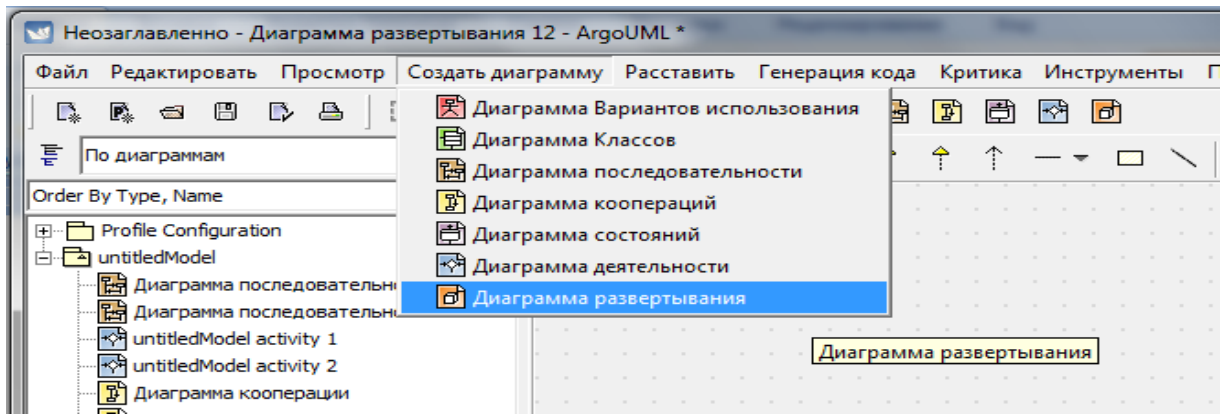 Неозаглавленно - Диаграмма развертывания 12 - ArgoUML *
Файл Редактировать Просмотр Создать диаграмму Расставить Генерация кода Критика Инструменты П
Диаграмма Вариантов использования
Диаграмма Классов
Диаграмма последовательности
Диаграмма коопераций
Диаграмма состояний
Диаграмма деятельности
Диаграмма развертывания
По диаграммам
Order By Type, Name
Profile Configuration
untitledModel
Диаграмма последовательн
Диаграмма последовательн
untitledModel activity 1
untitledModel activity 2
Диаграмма кооперации
Диаграмма развертывания